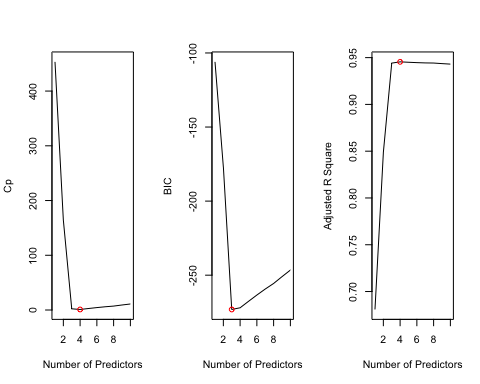 Cp
0
100
200
300
400
2 4 6 8
Number of Predictors
BIC
-250
-200
-150
-100
2 4 6 8
Number of Predictors
Adjusted R Square
0.70
0.75
0.80
0.85
0.90
0.95
2 4 6 8
Number of Predictors